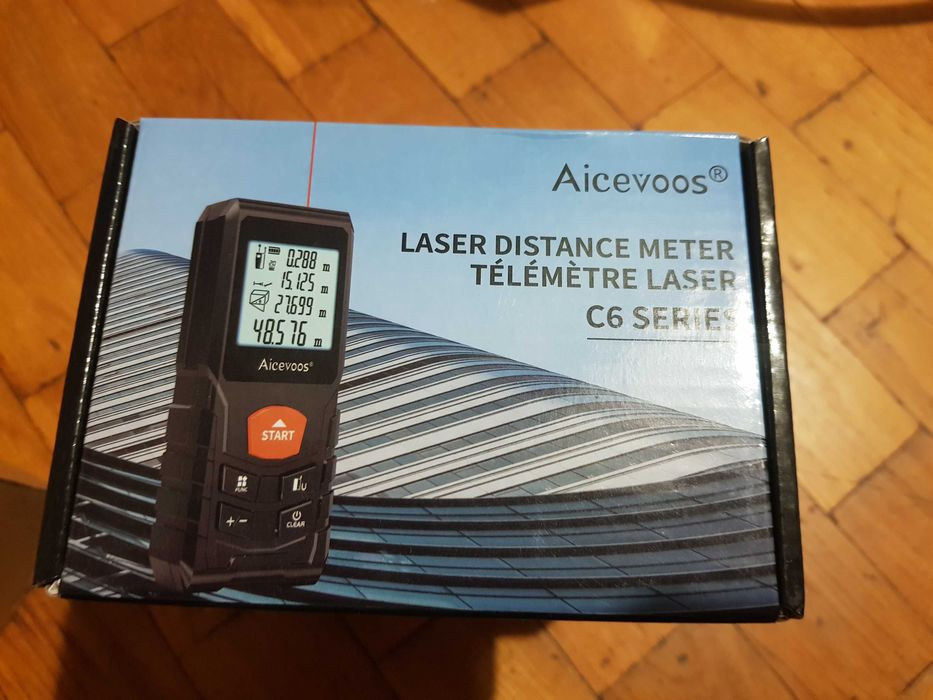 Aicevoos®
LASER DISTANCE METER
TÉLÉMÈTRE LASER
C6 SERIES
0.288 m
15.125 m
27.699 m
48.576 m
Aicevoos®
START
FUNC
U
+ -
CLEAR